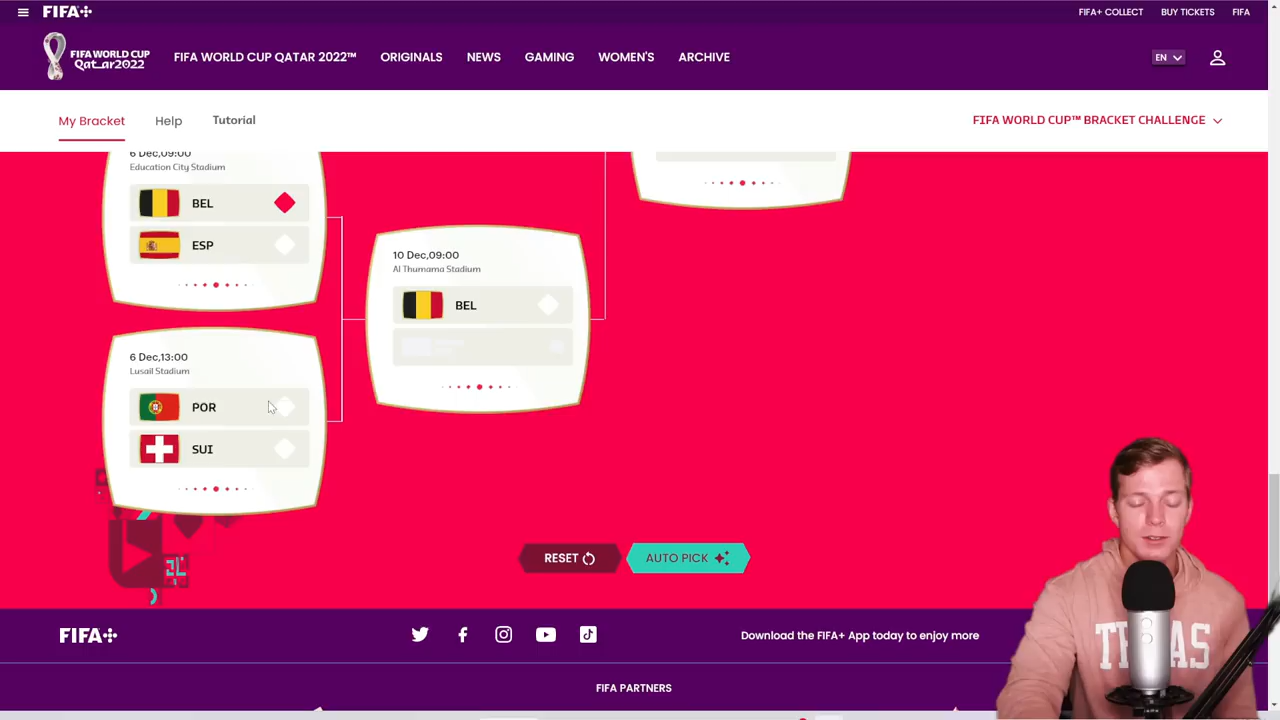 FIFA+
FIFA+ COLLECT
BUY TICKETS
FIFA
FIFA WORLD CUP
Qatar2022
FIFA WORLD CUP QATAR 2022™
ORIGINALS
NEWS
GAMING
WOMEN'S
ARCHIVE
EN
My Bracket
Help
Tutorial
FIFA WORLD CUP™ BRACKET CHALLENGE
6 Dec,09:00
Education City Stadium
BEL
ESP
10 Dec,09:00
Al Thumama Stadium
BEL
6 Dec,13:00
Lusail Stadium
POR
SUI
RESET
AUTO PICK
FIFA+
Download the FIFA+ App today to enjoy more
FIFA PARTNERS